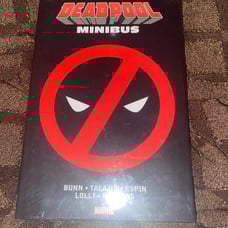 DEADPOOL
MINIBUS
BUNN • TALAJIC • ESPIN
LOLLI •
MARVEL